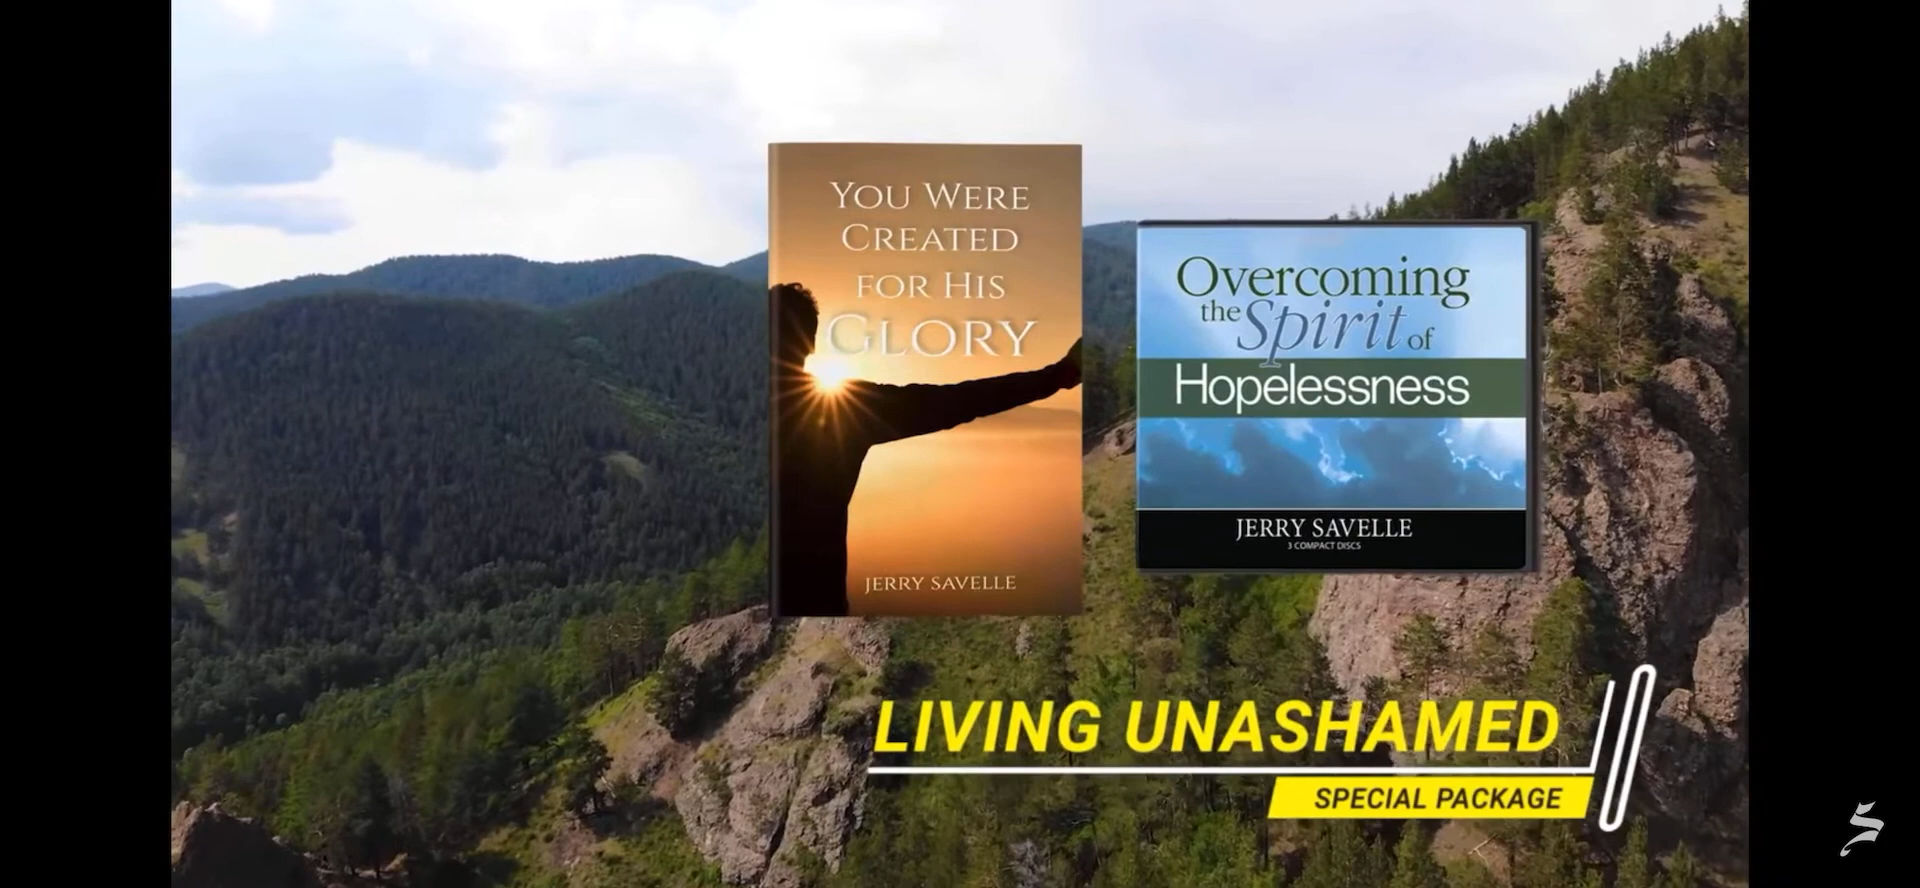 You Were
Created
for His
Glory
Jerry Savelle
Overcoming
the Spirit of
Hopelessness
JERRY SAVELLE
3 COMPACT DISCS
LIVING UNASHAMED
SPECIAL PACKAGE